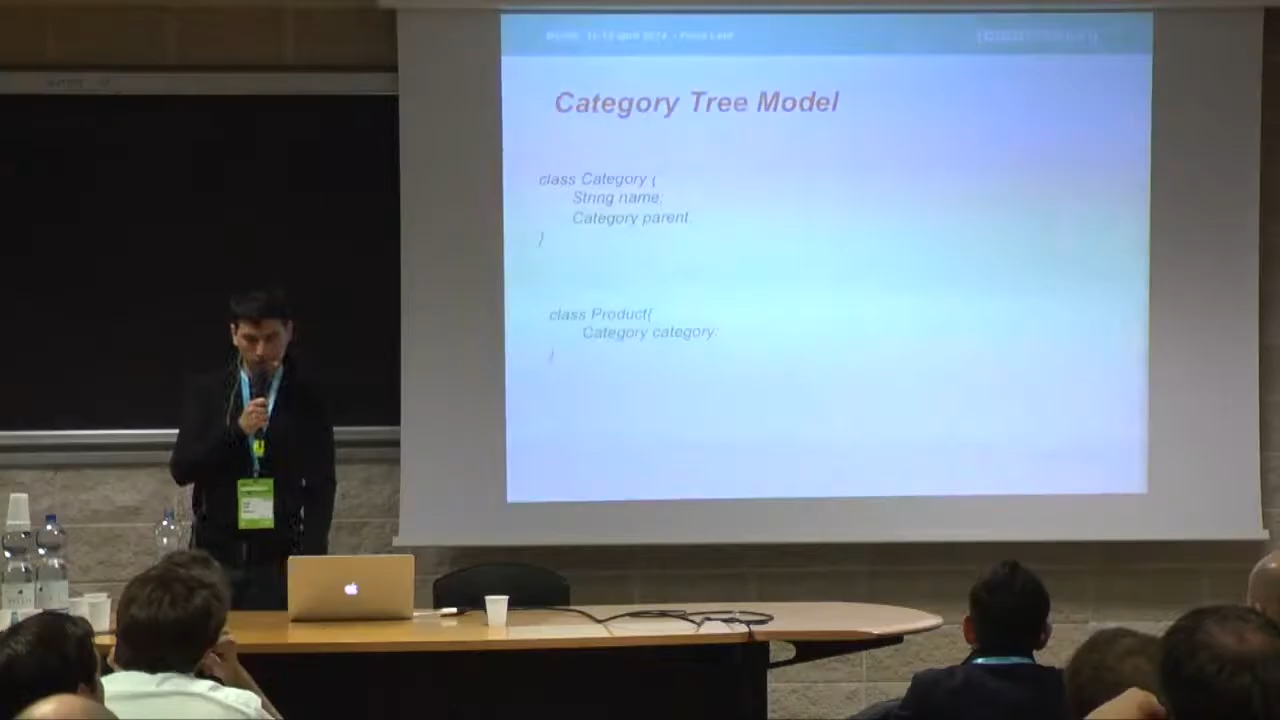 Category Tree Model
class Category {
String name;
Category parent
}
class Product{
Category category;
}